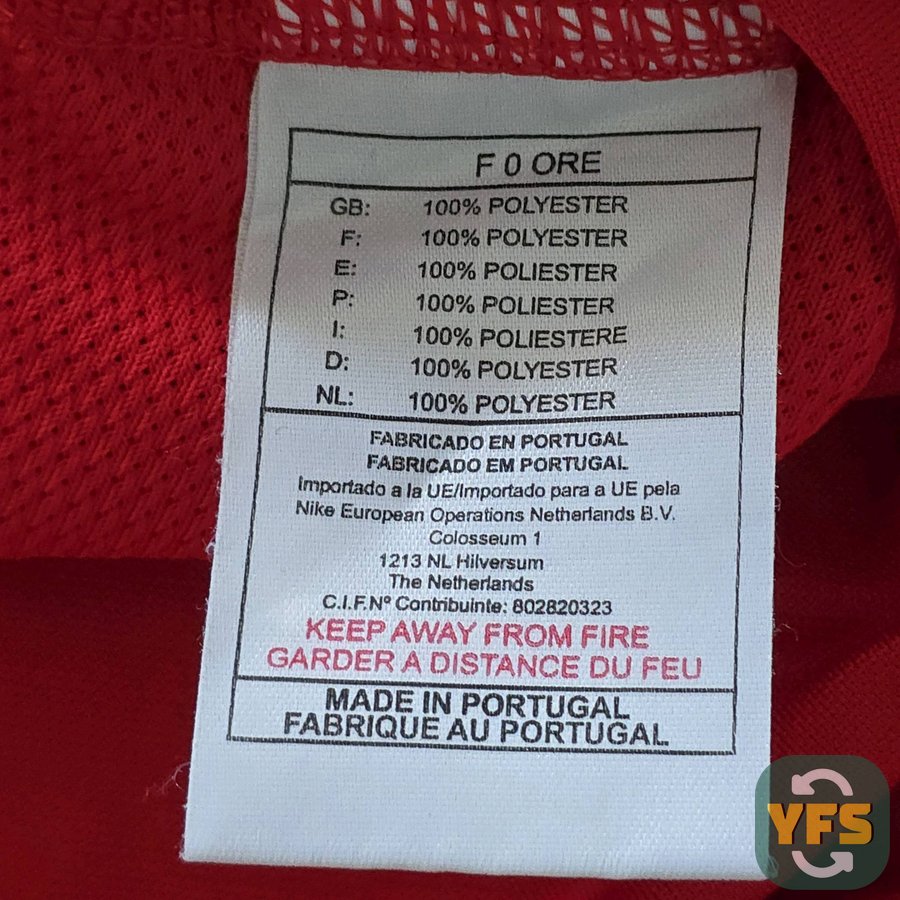 F 0 ORE
GB: 100% POLYESTER
F: 100% POLYESTER
E: 100% POLIESTER
P: 100% POLIESTER
I: 100% POLIESTERE
D: 100% POLYESTER
NL: 100% POLYESTER
FABRICADO EN PORTUGAL
FABRICADO EM PORTUGAL
Importado a la UE/Importado para a UE pela
Nike European Operations Netherlands B.V.
Colosseum 1
1213 NL Hilversum
The Netherlands
C.I.F.Nº Contribuinte: 802820323
KEEP AWAY FROM FIRE
GARDER A DISTANCE DU FEU
MADE IN PORTUGAL
FABRIQUE AU PORTUGAL
YFS